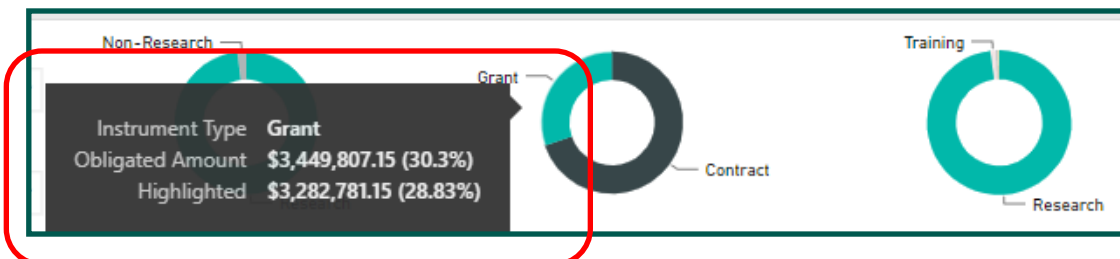 Non-Research
Training
Grant
Instrument Type Grant
Obligated Amount $3,449,807.15 (30.3%)
Highlighted $3,282,781.15 (28.83%)
Contract
Research